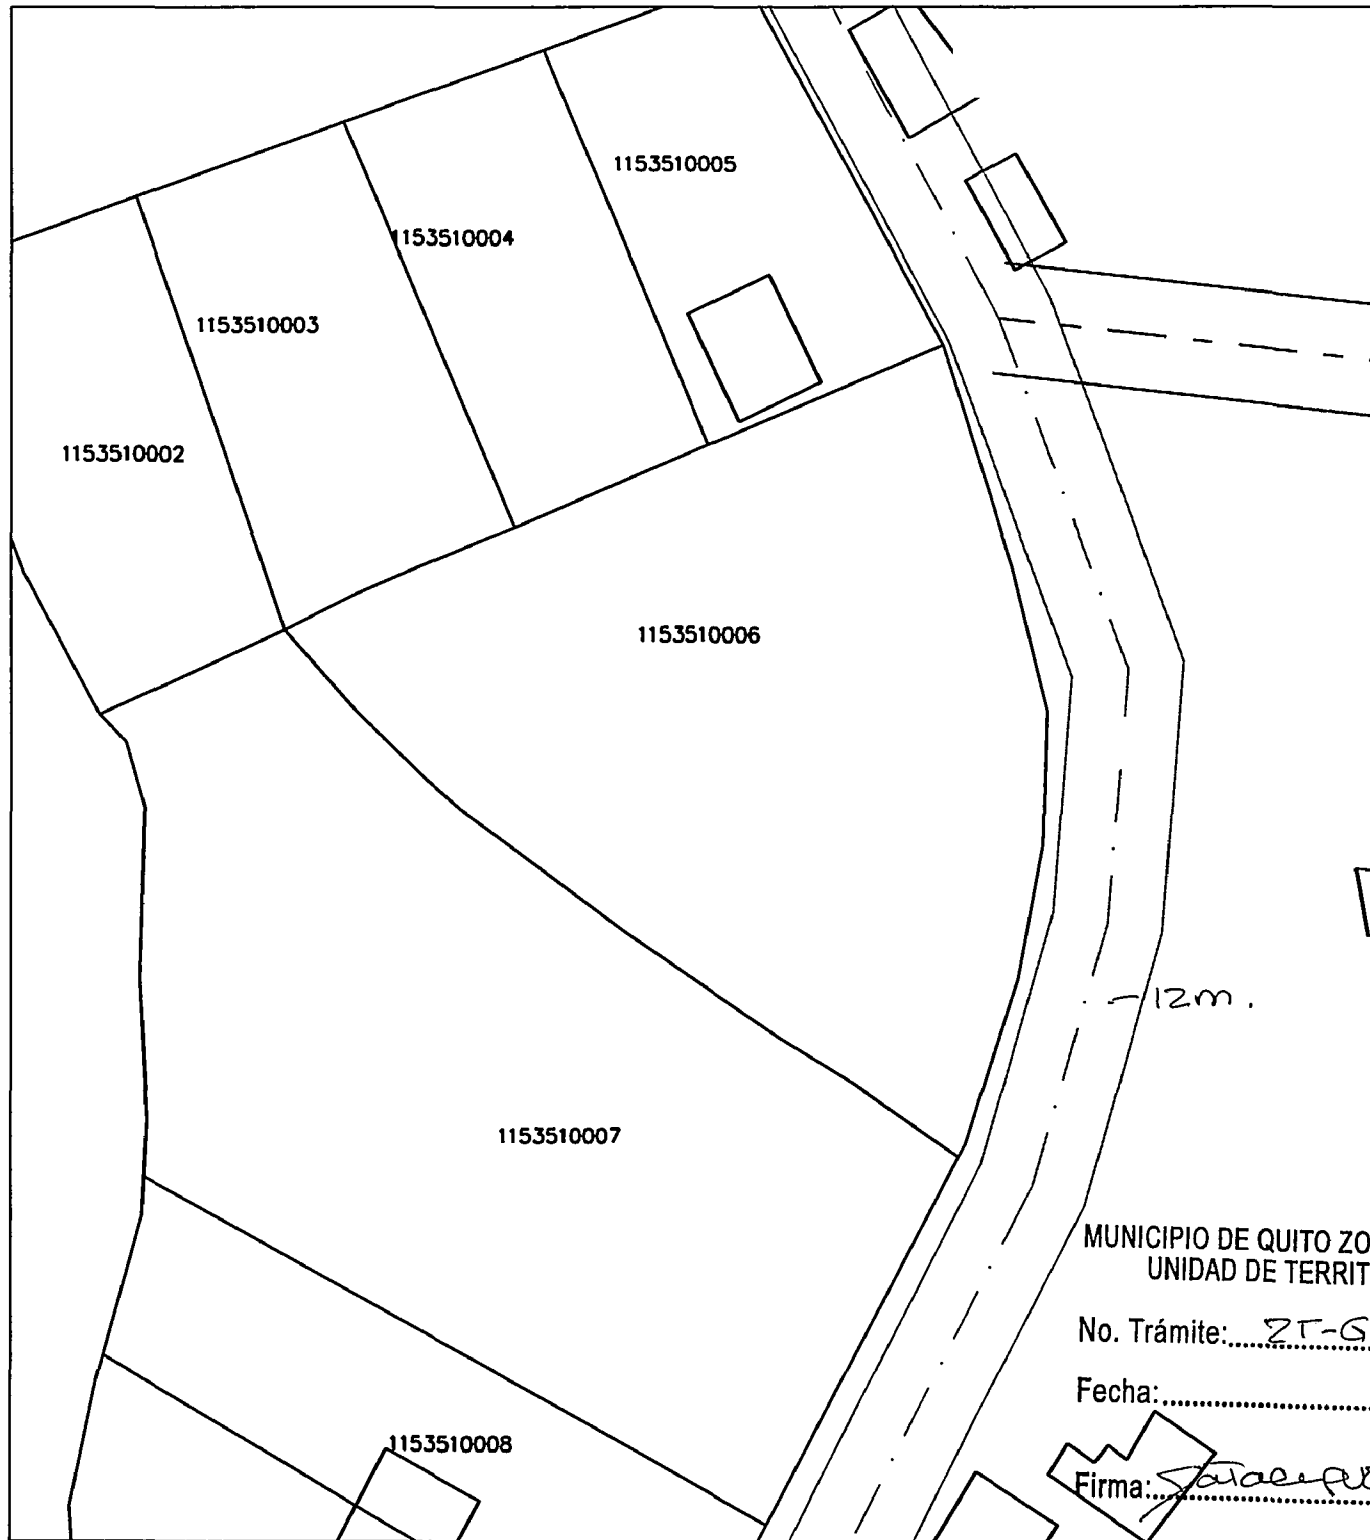 1153510005
1153510004
1153510003
1153510002
1153510006
12m.
1153510007
MUNICIPIO DE QUITO ZO
UNIDAD DE TERRIT
No. Trámite: ZT-G
Fecha:
1153510008
Firma: